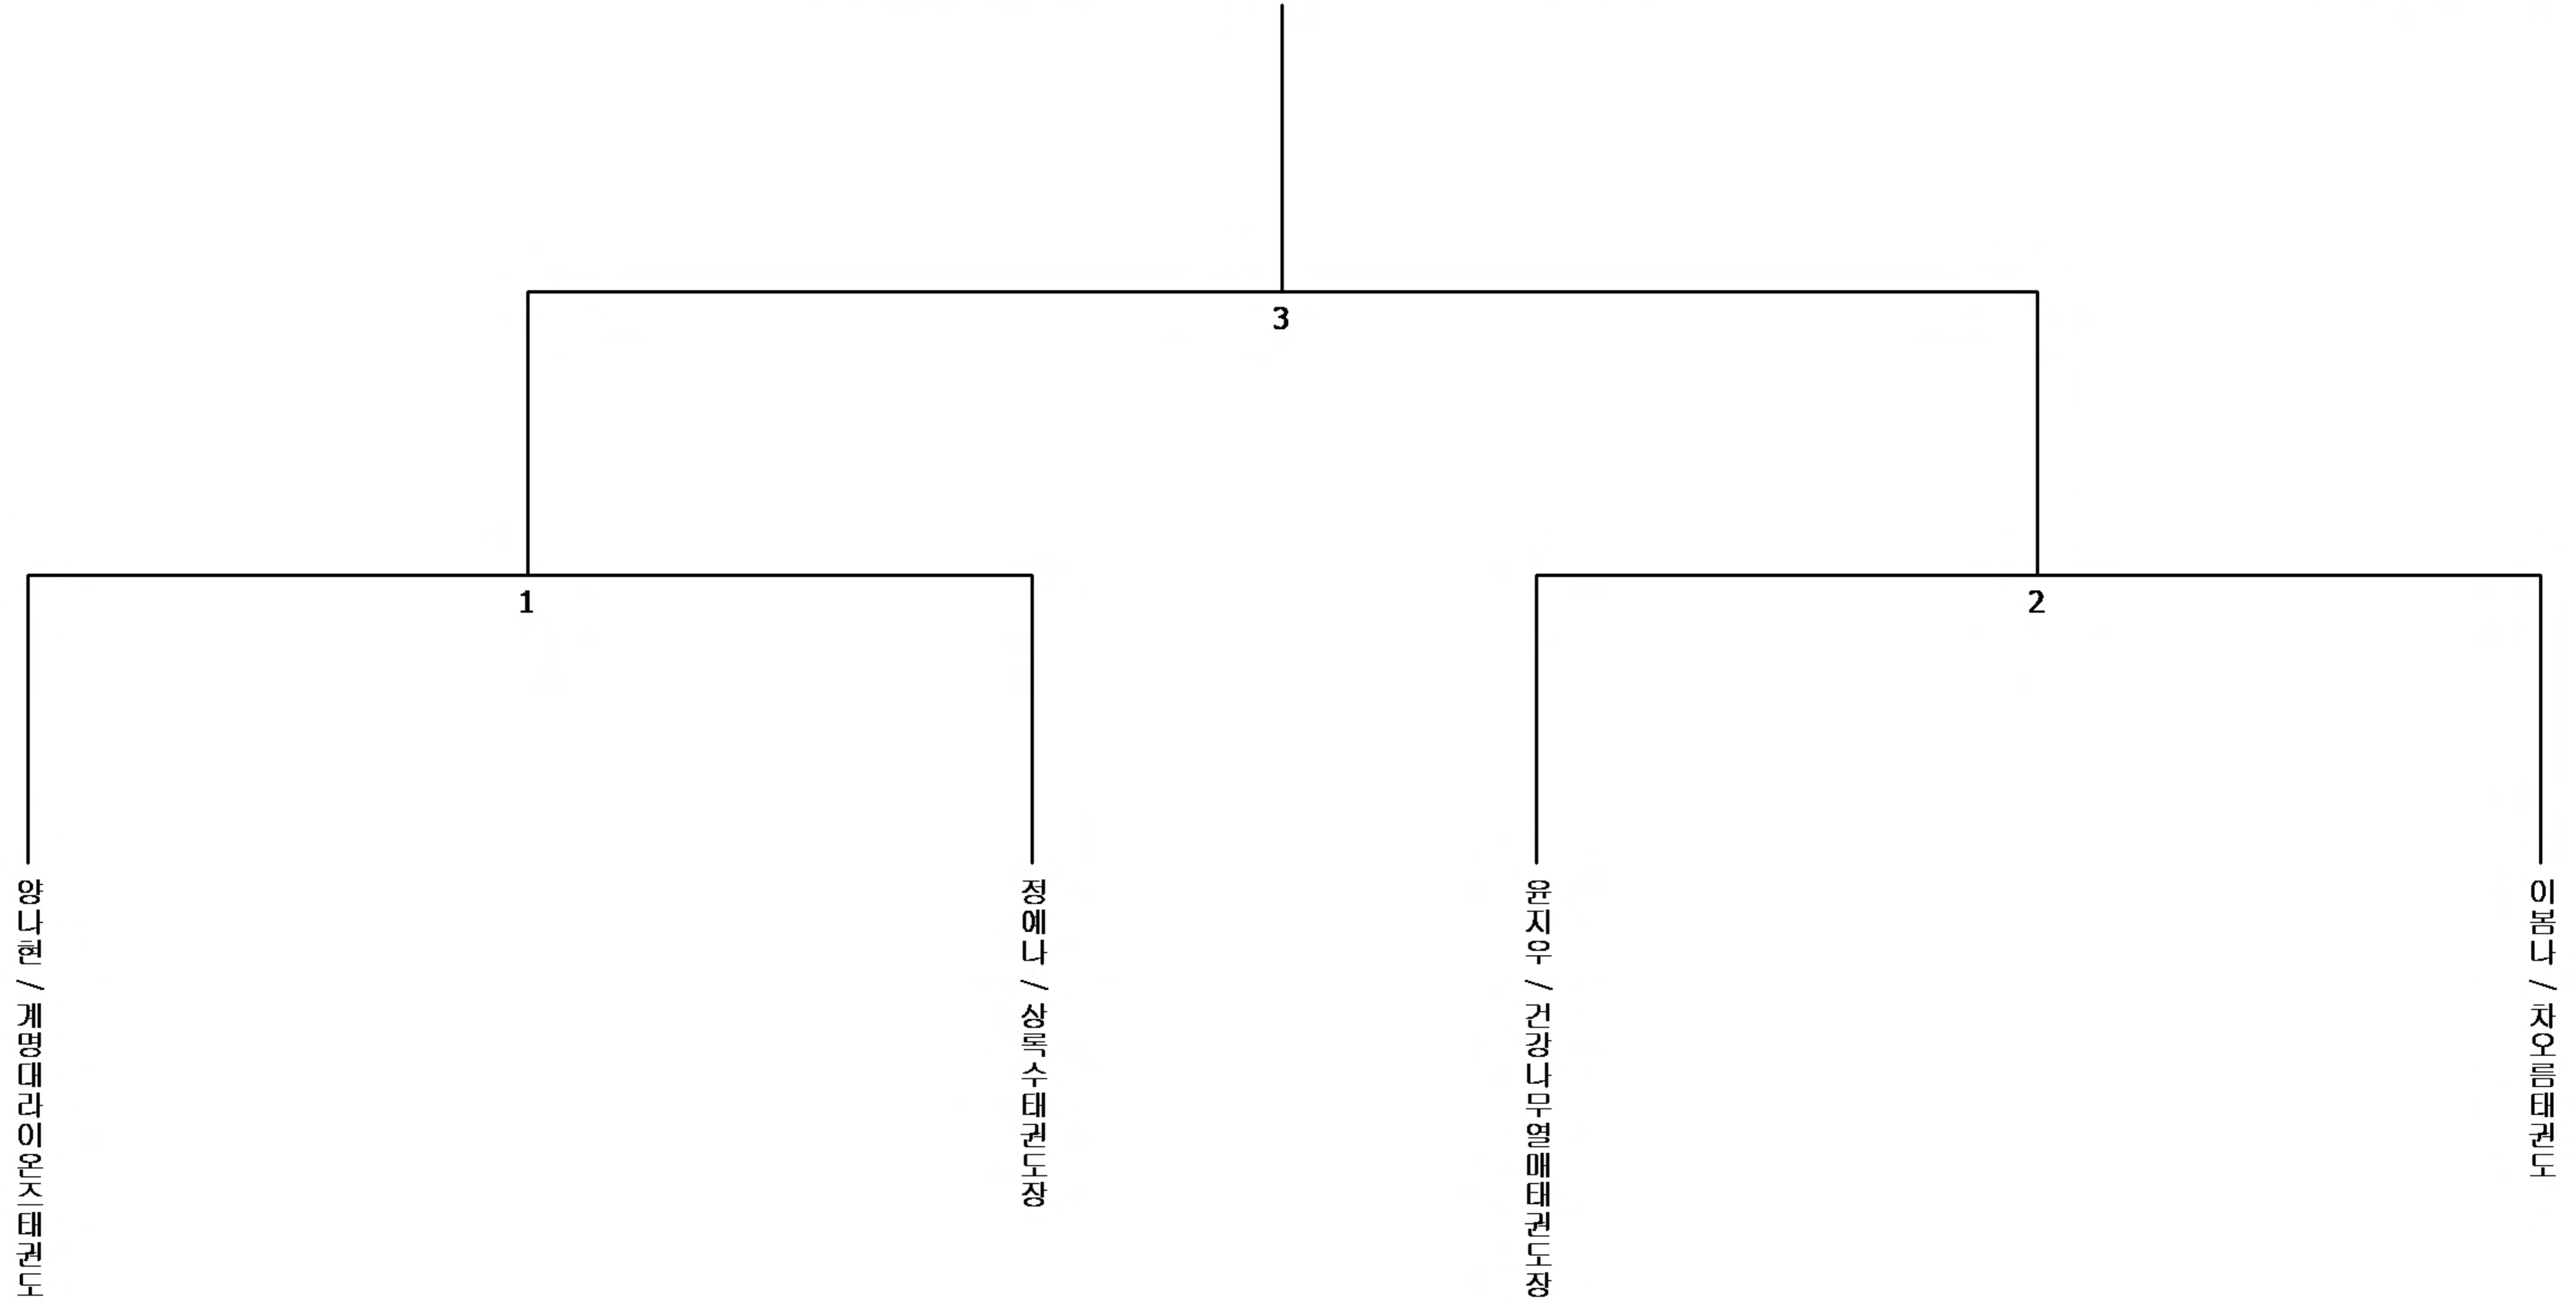 3
1
2
양나현 / 계명대라이온즈태권도
정예나 / 상록수태권도장
윤지우 / 건강나무열매태권도장
이봄나 / 차오름태권도